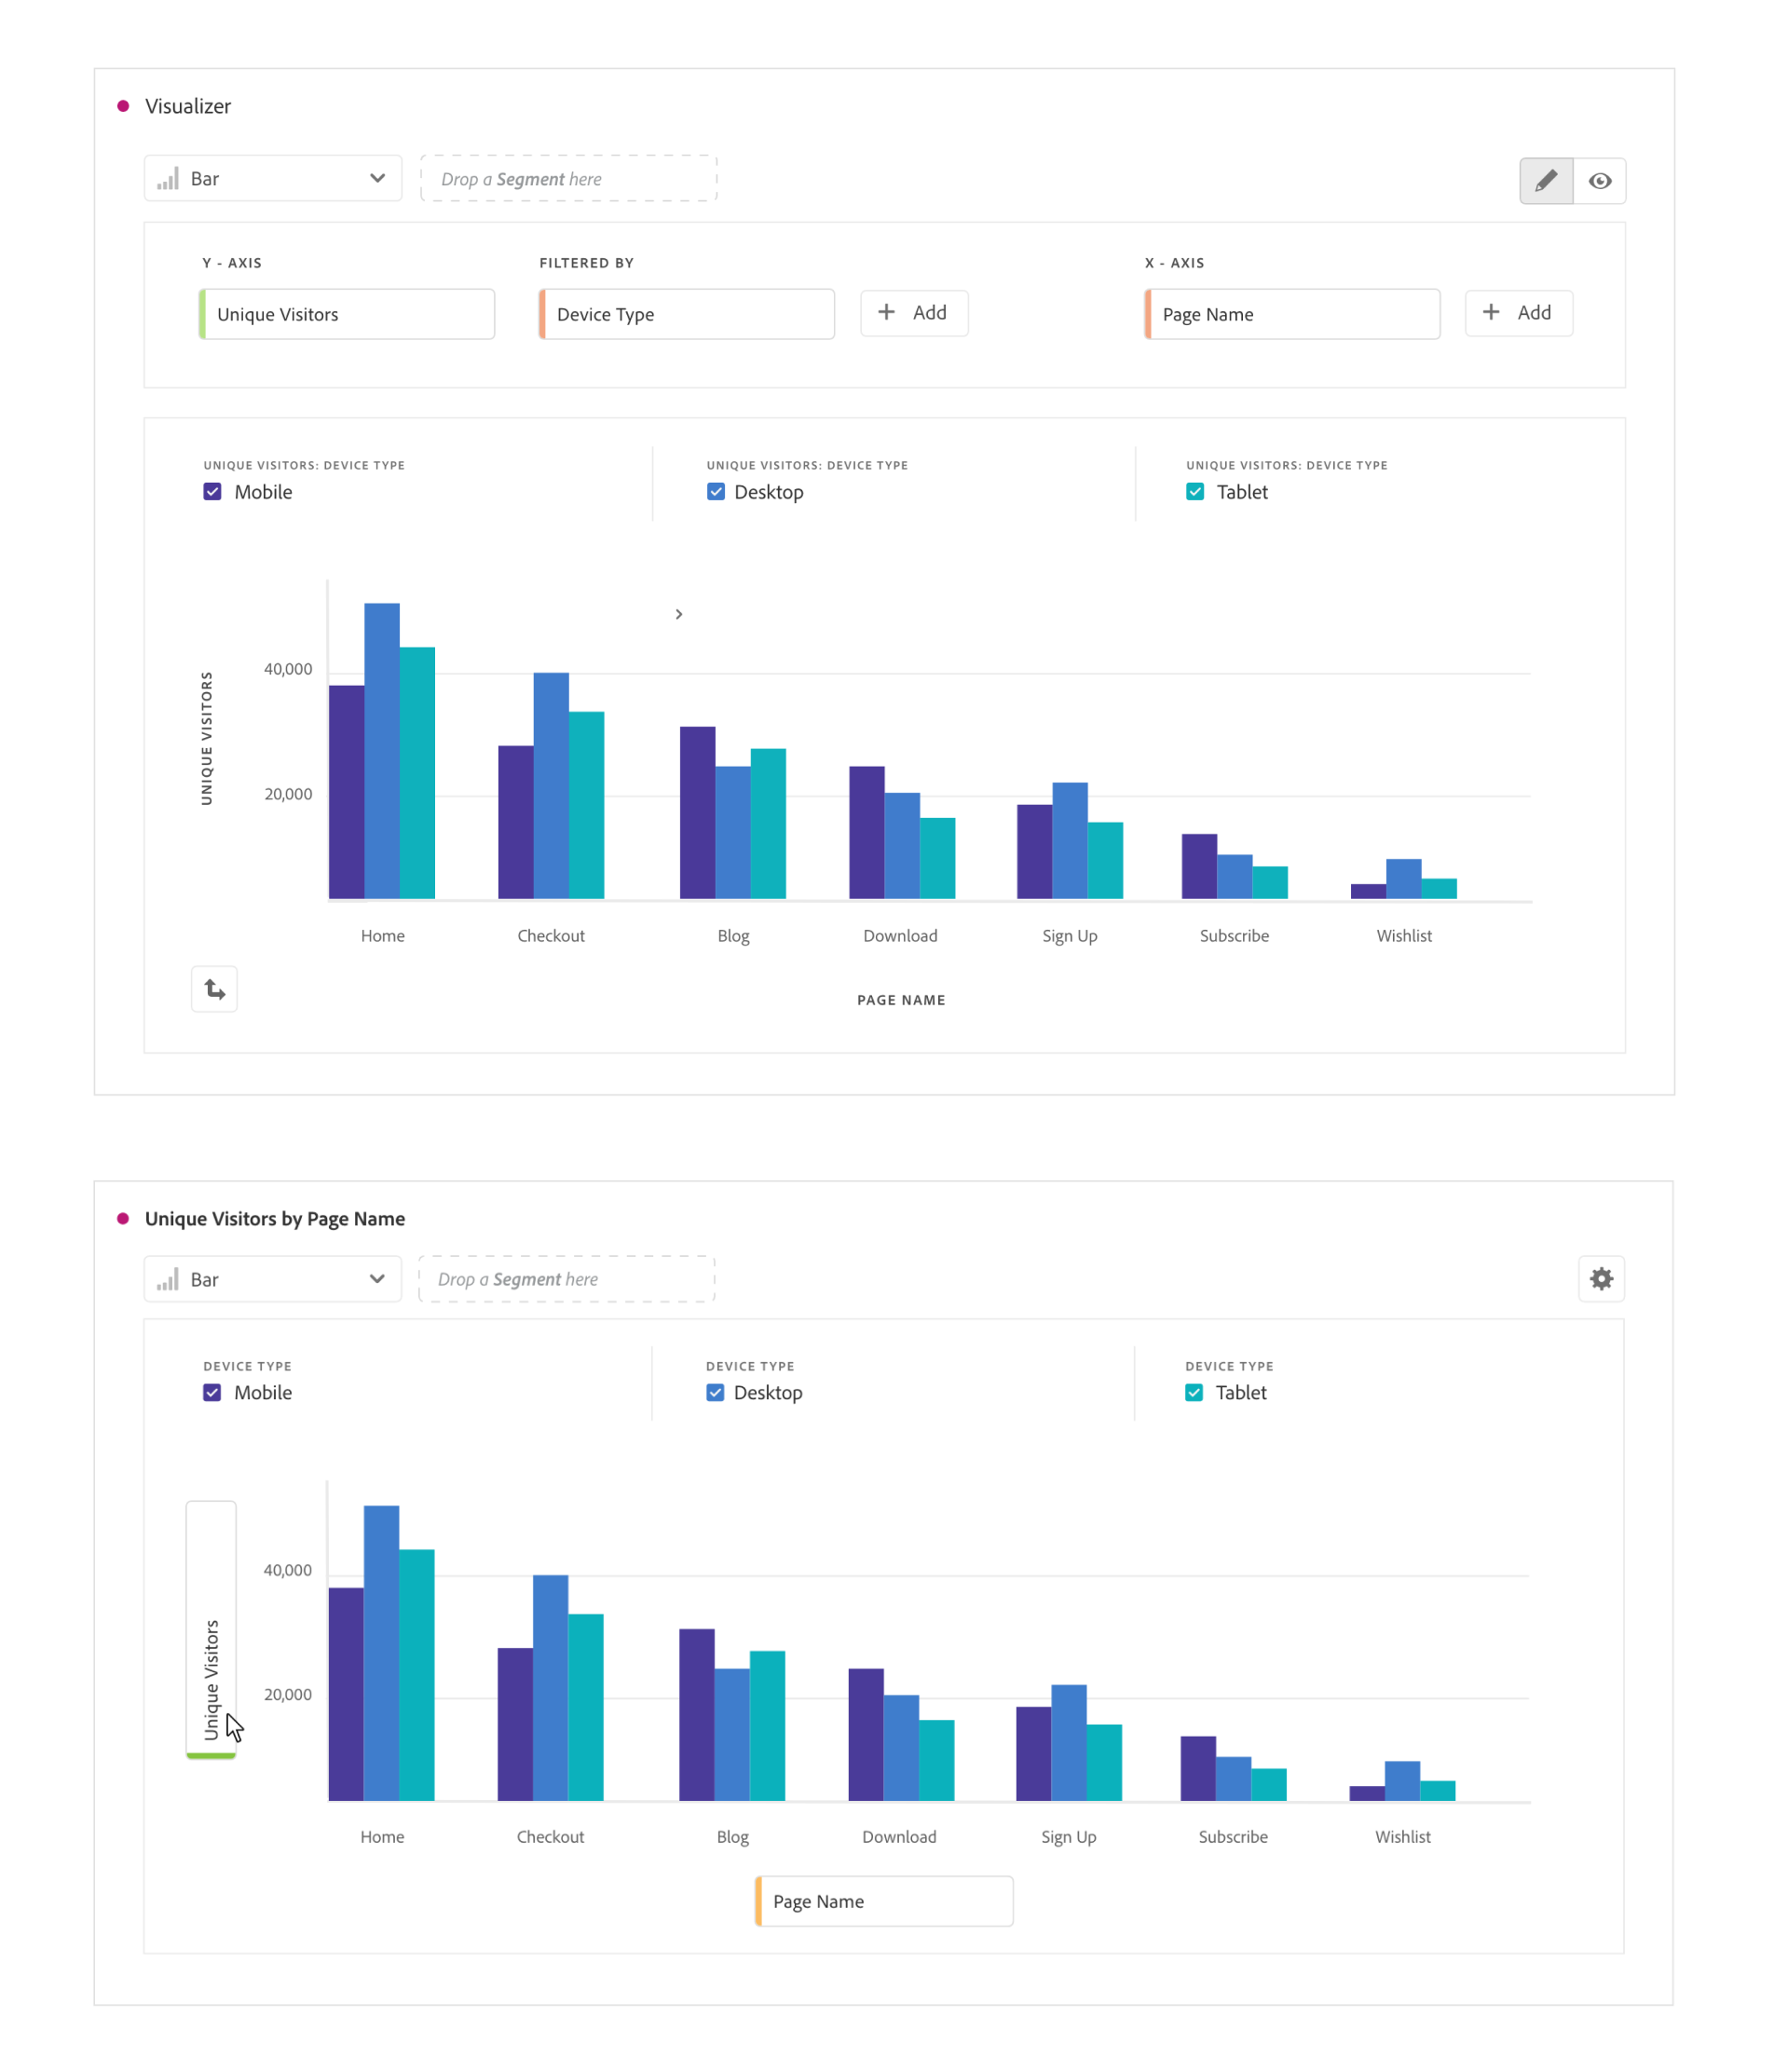 Visualizer
Bar
Drop a Segment here
Y - AXIS
FILTERED BY
X - AXIS
Unique Visitors
Device Type
+ Add
Page Name
+ Add
UNIQUE VISITORS: DEVICE TYPE
UNIQUE VISITORS: DEVICE TYPE
UNIQUE VISITORS: DEVICE TYPE
Mobile
Desktop
Tablet
UNIQUE VISITORS
40,000
20,000
Home
Checkout
Blog
Download
Sign Up
Subscribe
Wishlist
PAGE NAME
Unique Visitors by Page Name
Bar
Drop a Segment here
DEVICE TYPE
DEVICE TYPE
DEVICE TYPE
Mobile
Desktop
Tablet
Unique Visitors
40,000
20,000
Home
Checkout
Blog
Download
Sign Up
Subscribe
Wishlist
Page Name